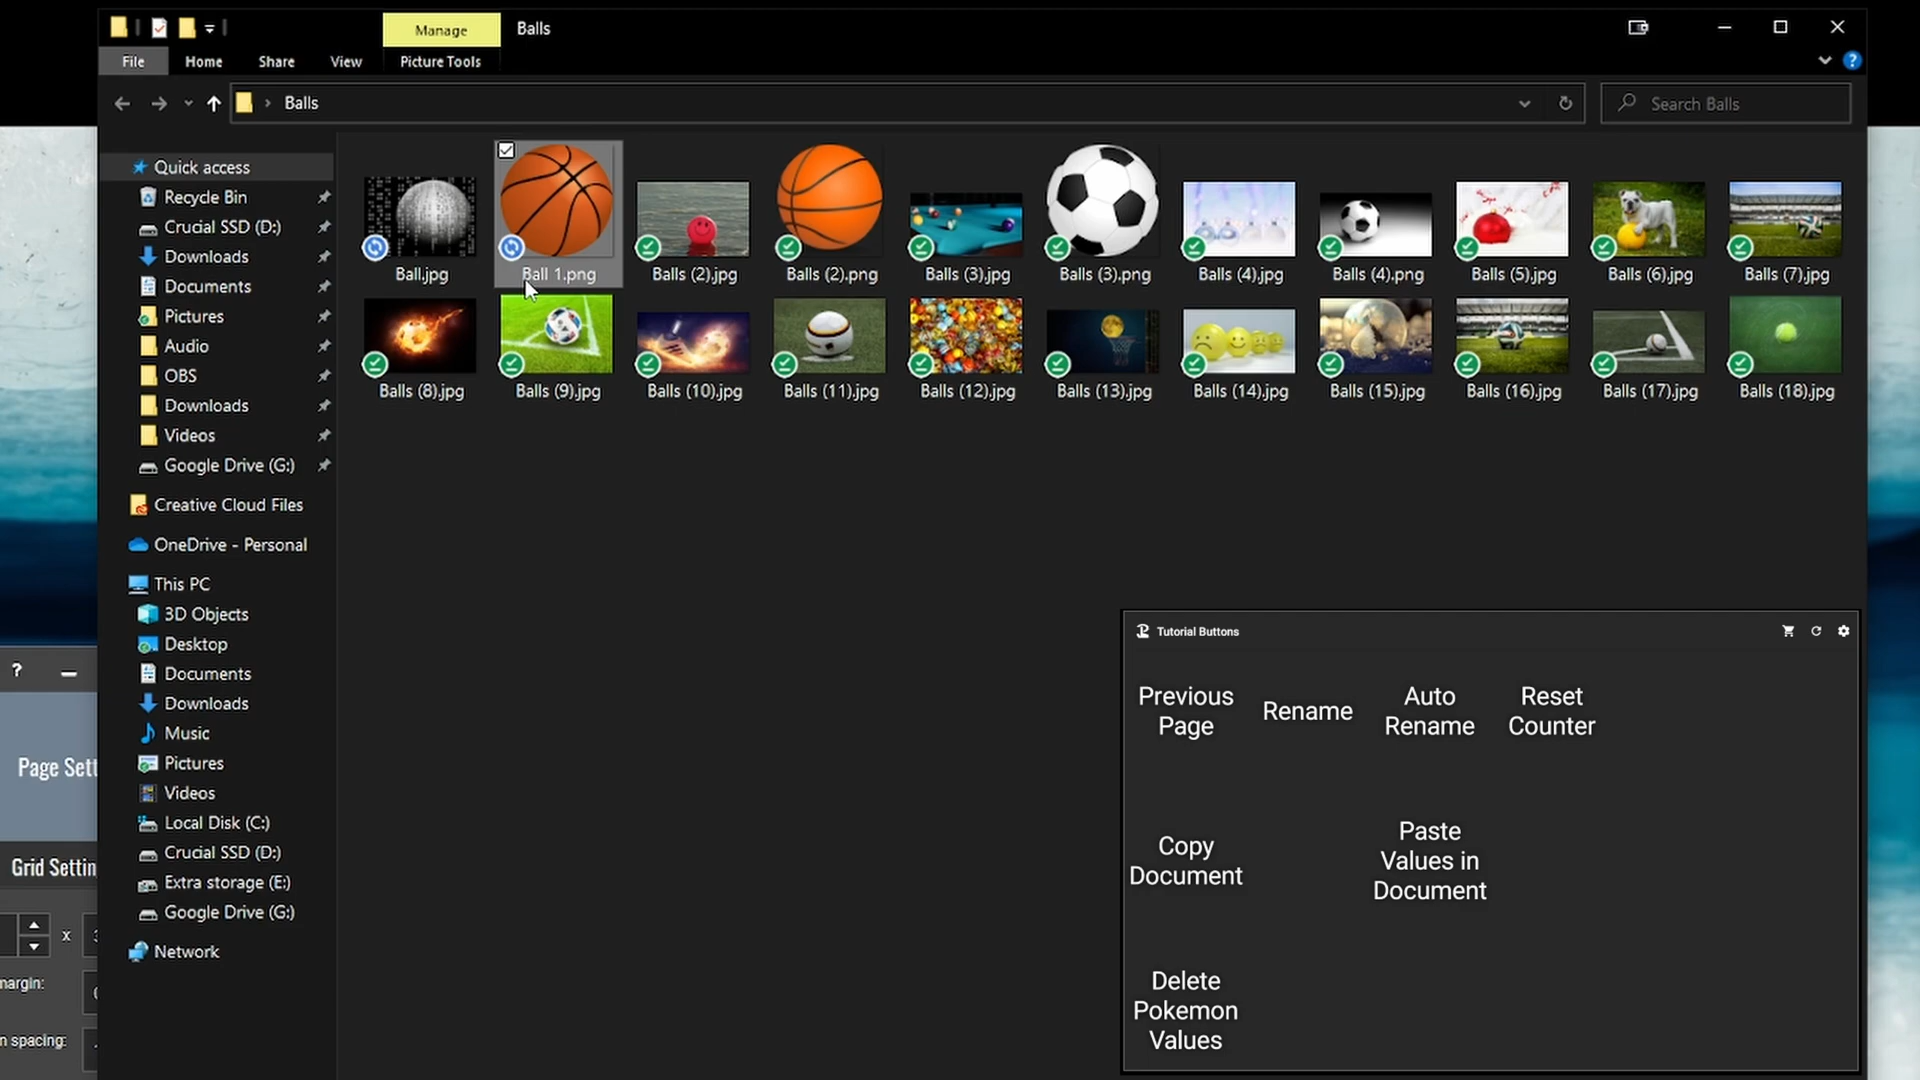 Manage
Balls
File
Home
Share
View
Picture Tools
?
Balls
Search Balls
Quick access
Recycle Bin
Crucial SSD (D:)
Downloads
Documents
Pictures
Audio
OBS
Downloads
Videos
Google Drive (G:)
Creative Cloud Files
OneDrive - Personal
This PC
3D Objects
Desktop
Documents
Downloads
Music
Pictures
Videos
Local Disk (C:)
Crucial SSD (D:)
Extra storage (E:)
Google Drive (G:)
Network
Ball.jpg
Ball 1.png
Balls (2).jpg
Balls (2).png
Balls (3).jpg
Balls (3).png
Balls (4).jpg
Balls (4).png
Balls (5).jpg
Balls (6).jpg
Balls (7).jpg
Balls (8).jpg
Balls (9).jpg
Balls (10).jpg
Balls (11).jpg
Balls (12).jpg
Balls (13).jpg
Balls (14).jpg
Balls (15).jpg
Balls (16).jpg
Balls (17).jpg
Balls (18).jpg
?
Page Sett
Grid Settin
x
margin:
n spacing:
Tutorial Buttons
Previous
Page
Rename
Auto
Rename
Reset
Counter
Copy
Document
Paste
Values in
Document
Delete
Pokemon
Values